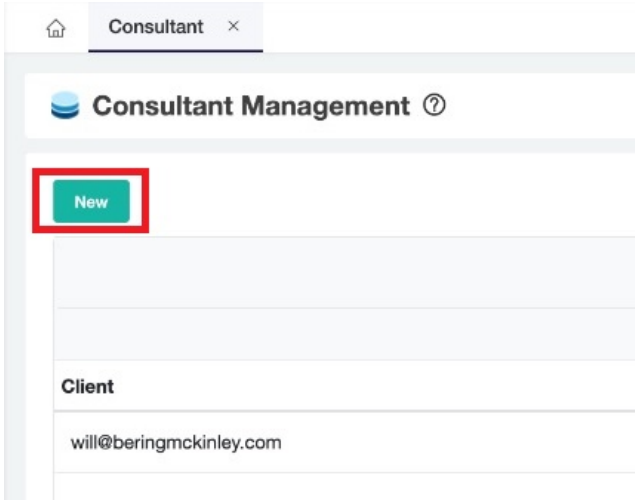 Consultant ×
Consultant Management ?
New
Client
will@beringmckinley.com